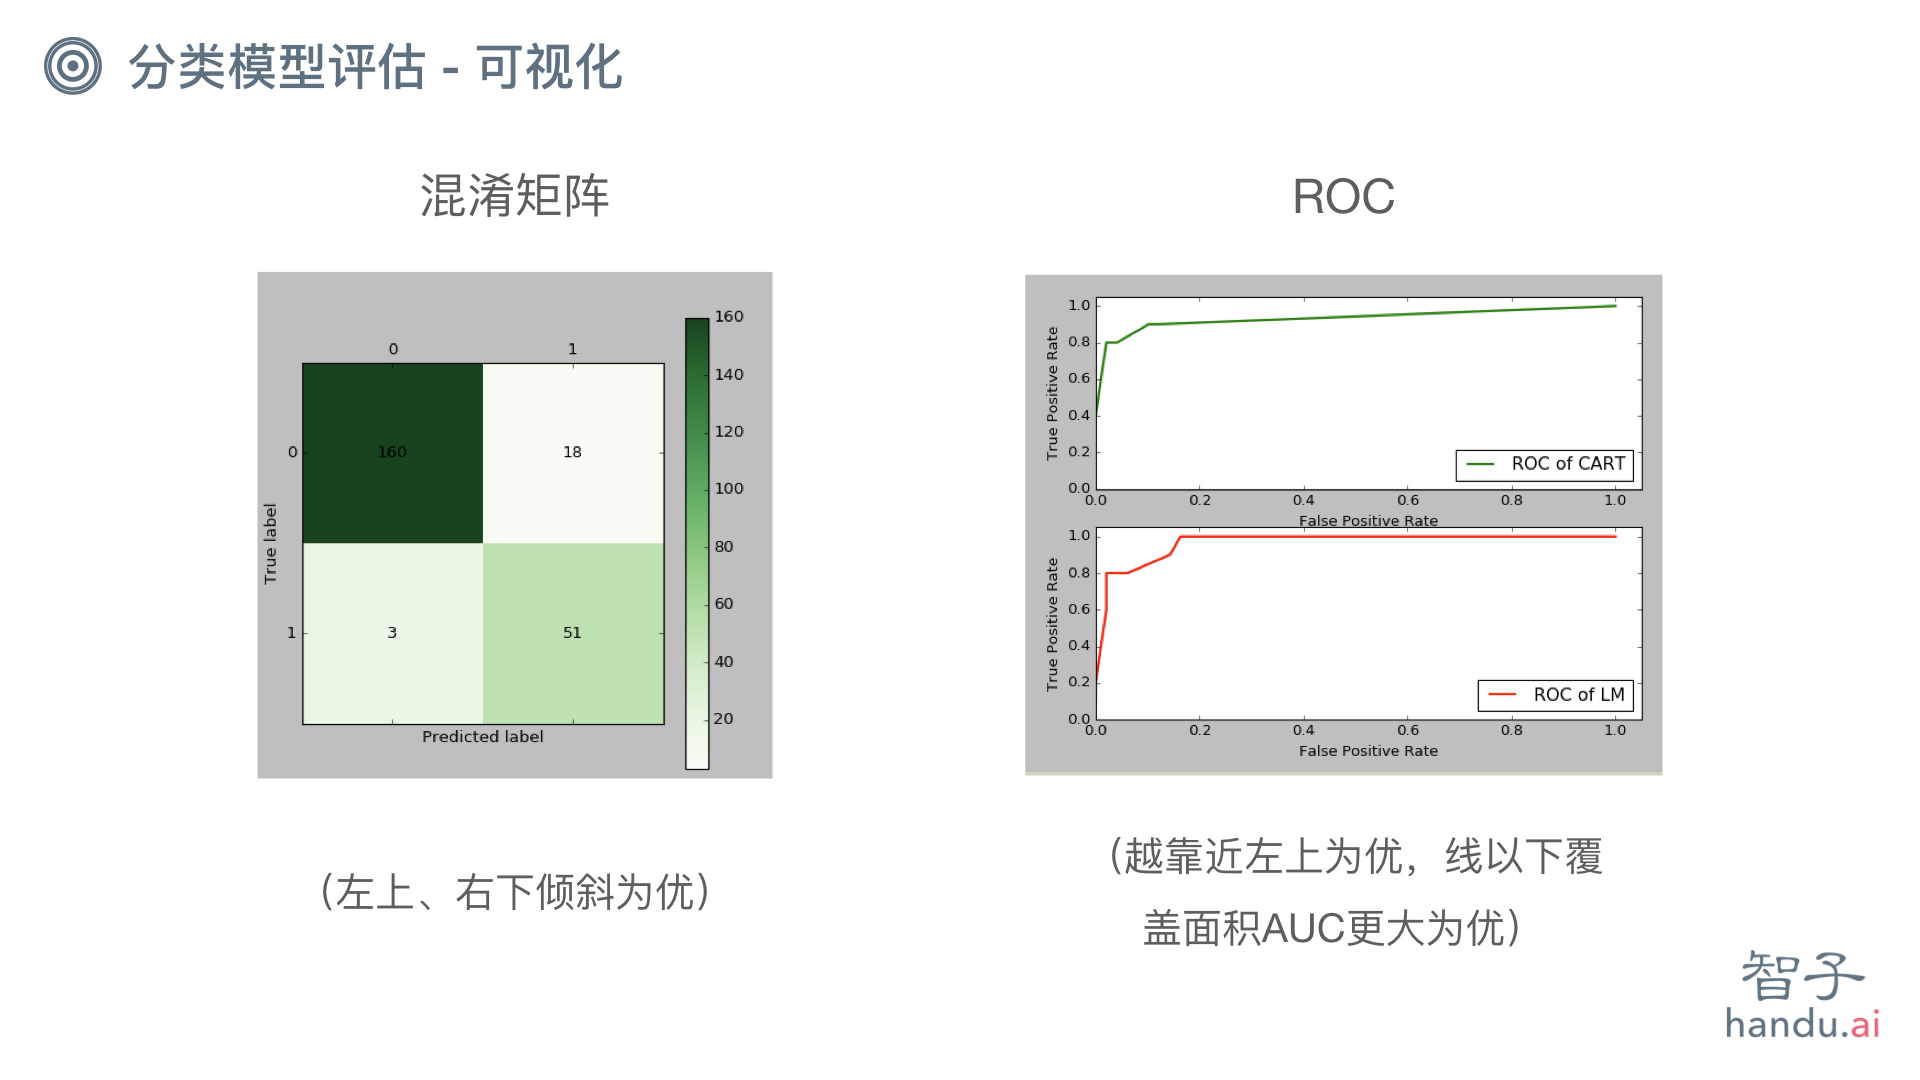 分类模型评估 - 可视化
混淆矩阵
ROC
0 1
0 160 18
1 3 51
True label
Predicted label
160
140
120
100
80
60
40
20
1.0
0.8
0.6
0.4
0.2
0.0
True Positive Rate
ROC of CART
0.0 0.2 0.4 0.6 0.8 1.0
False Positive Rate
1.0
0.8
0.6
0.4
0.2
0.0
True Positive Rate
ROC of LM
0.0 0.2 0.4 0.6 0.8 1.0
False Positive Rate
（左上、右下倾斜为优）
（越靠近左上为优，线以下覆
盖面积AUC更大为优）
智子
handu.ai